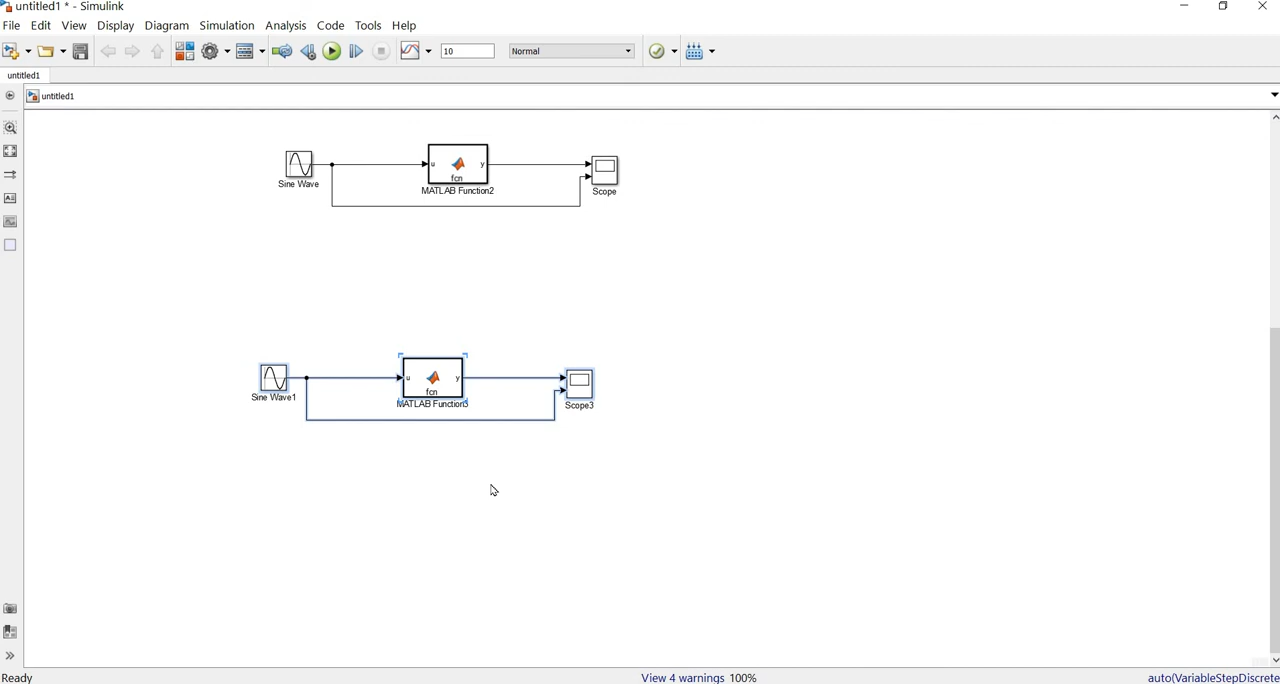 untitled1 * - Simulink
File Edit View Display Diagram Simulation Analysis Code Tools Help
10 Normal
untitled1
untitled1
u fcn y
Sine Wave MATLAB Function2 Scope
u fcn y
Sine Wave1 MATLAB Function3 Scope3
Ready View 4 warnings 100% auto(VariableStepDiscrete